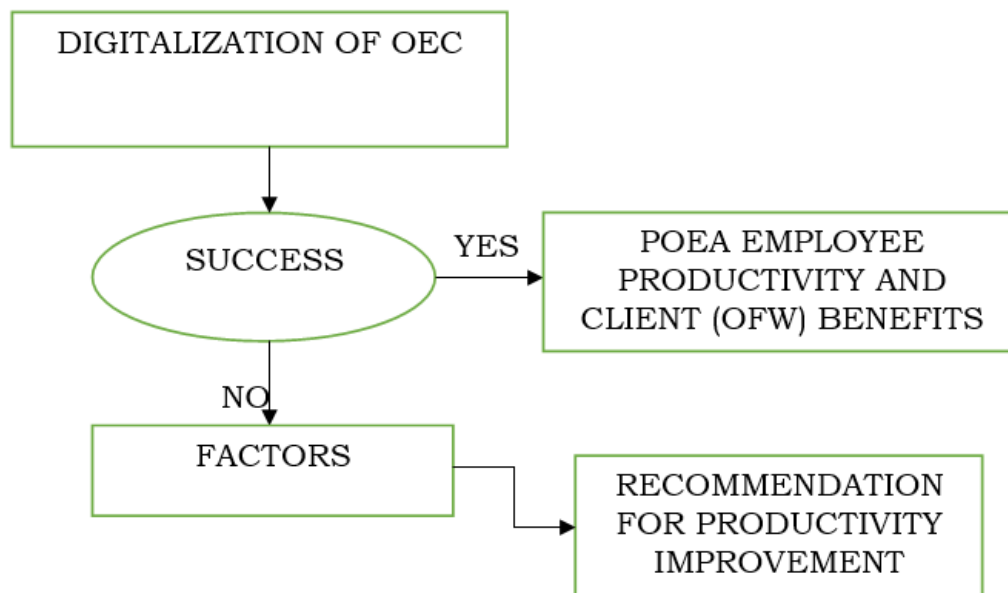 DIGITALIZATION OF OEC
SUCCESS
YES
POEA EMPLOYEE
PRODUCTIVITY AND
CLIENT (OFW) BENEFITS
NO
FACTORS
RECOMMENDATION
FOR PRODUCTIVITY
IMPROVEMENT